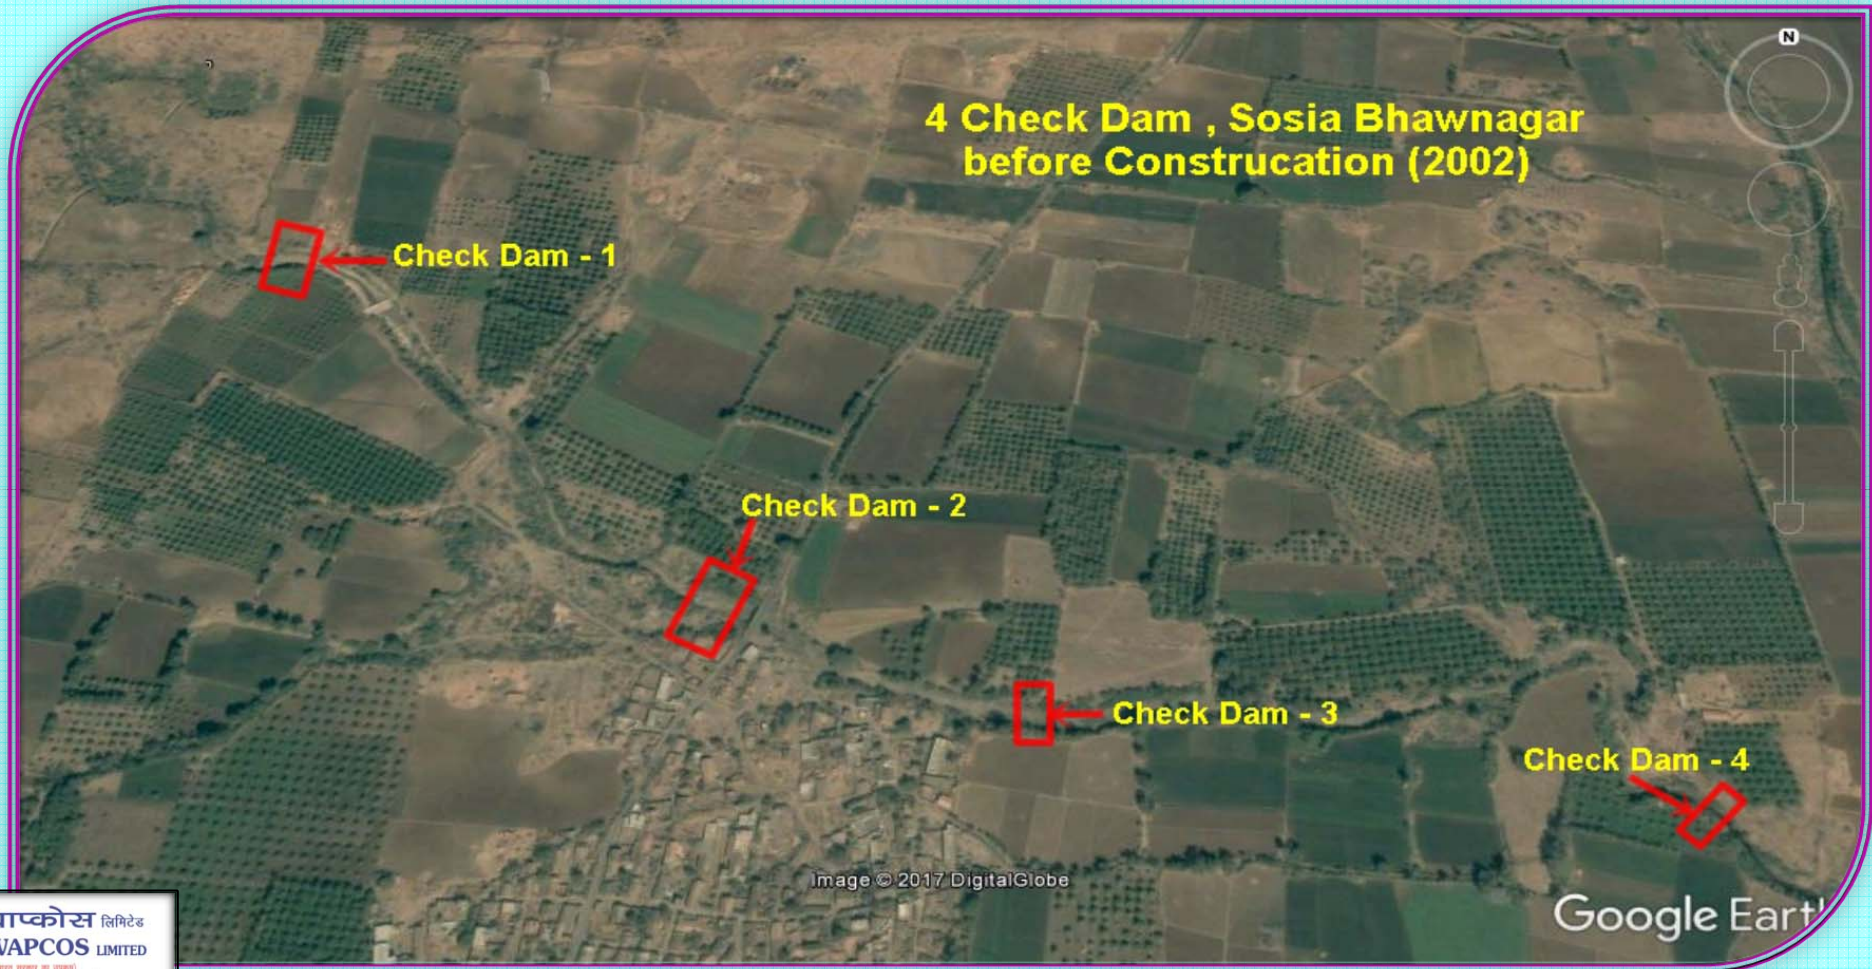 N
4 Check Dam , Sosia Bhawnagar
before Construcation (2002)
Check Dam - 1
Check Dam - 2
Check Dam - 3
Check Dam - 4
Image © 2017 DigitalGlobe
Google Earth
लिमिटेड
WAPCOS LIMITED